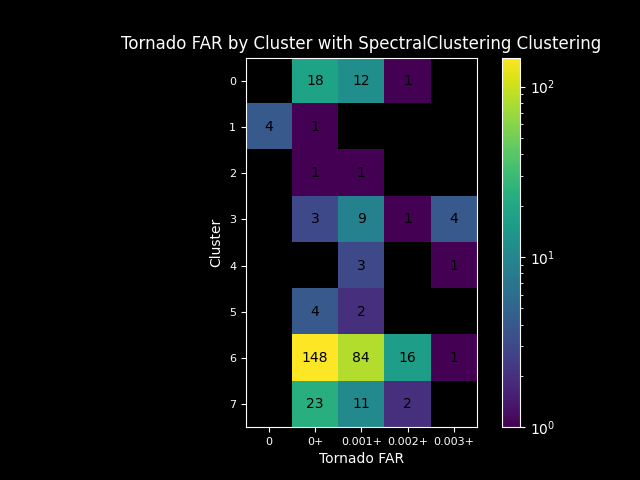 Tornado FAR by Cluster with SpectralClustering Clustering
0 18 12 1
1 4 1
2 1 1
3 3 9 1 4
4 3 1
5 4 2
6 148 84 16 1
7 23 11 2
0 0+ 0.001+ 0.002+ 0.003+
Tornado FAR
Cluster
10²
10¹
10⁰